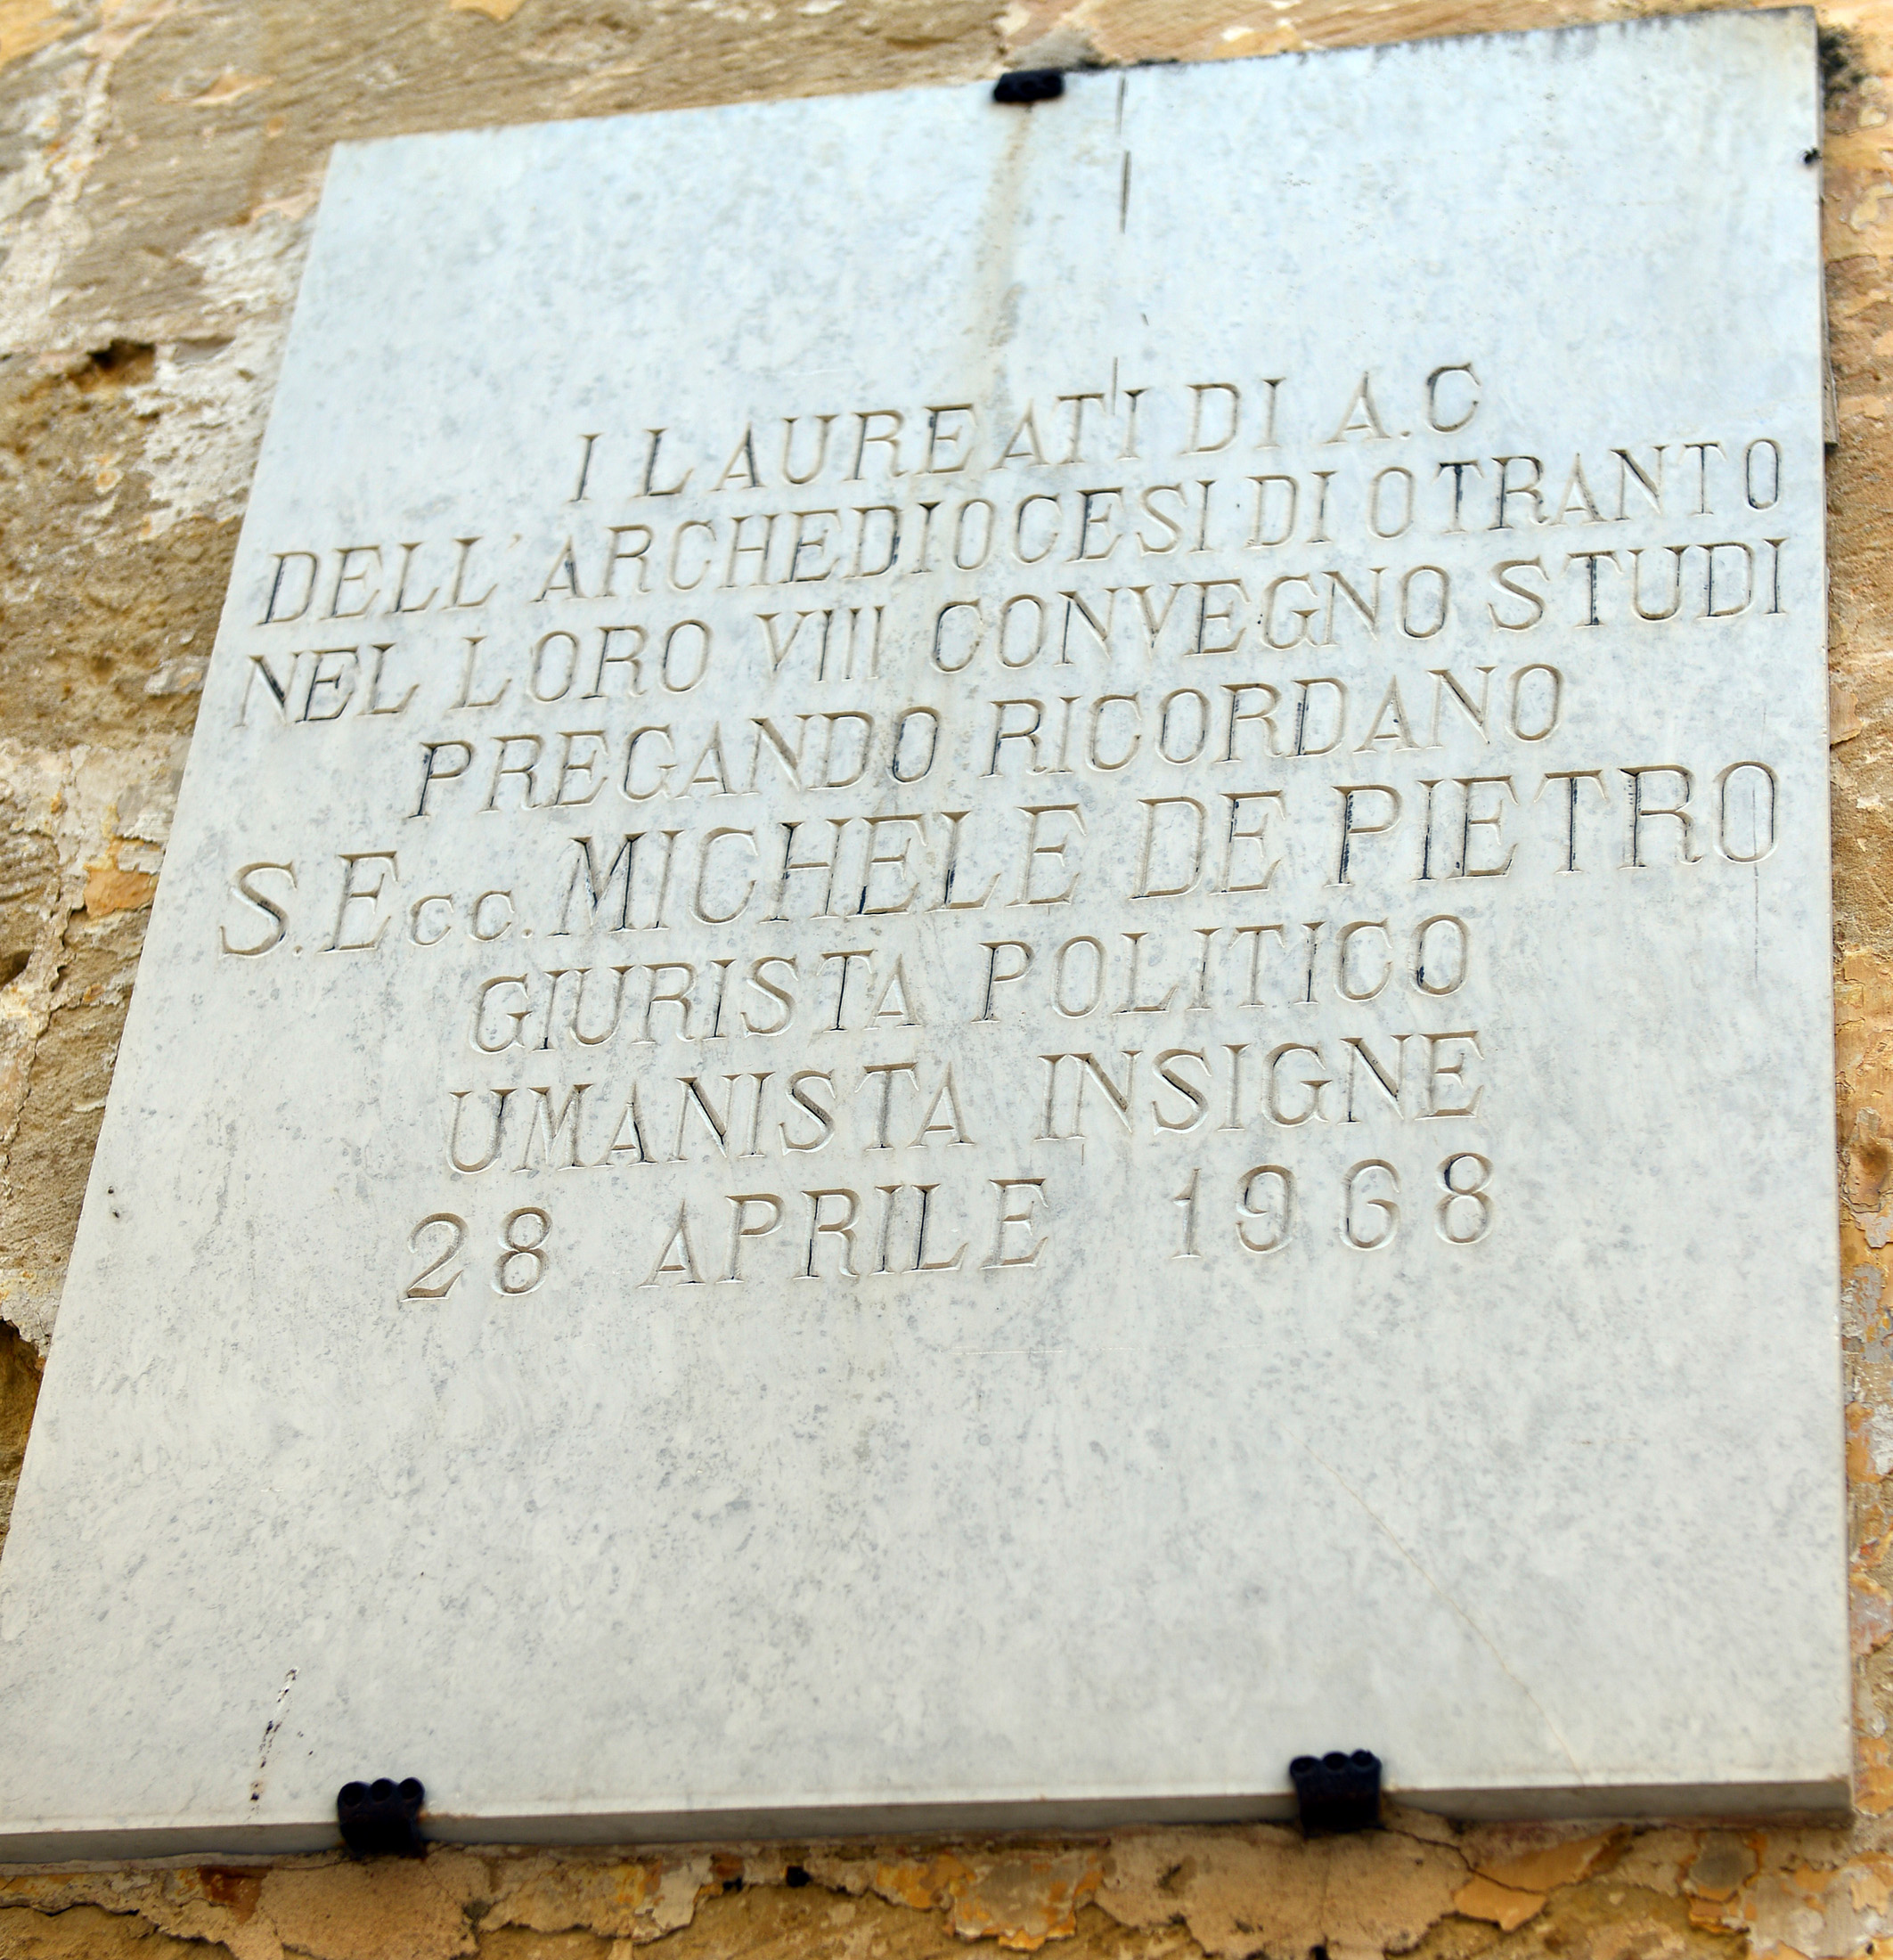 I LAUREATI DI A.C
DELL'ARCHEDIOCESI DI OTRANTO
NEL LORO VIII CONVEGNO STUDI
PREGANDO RICORDANO
S.Ecc. MICHELE DE PIETRO
GIURISTA POLITICO
UMANISTA INSIGNE
28 APRILE 1968